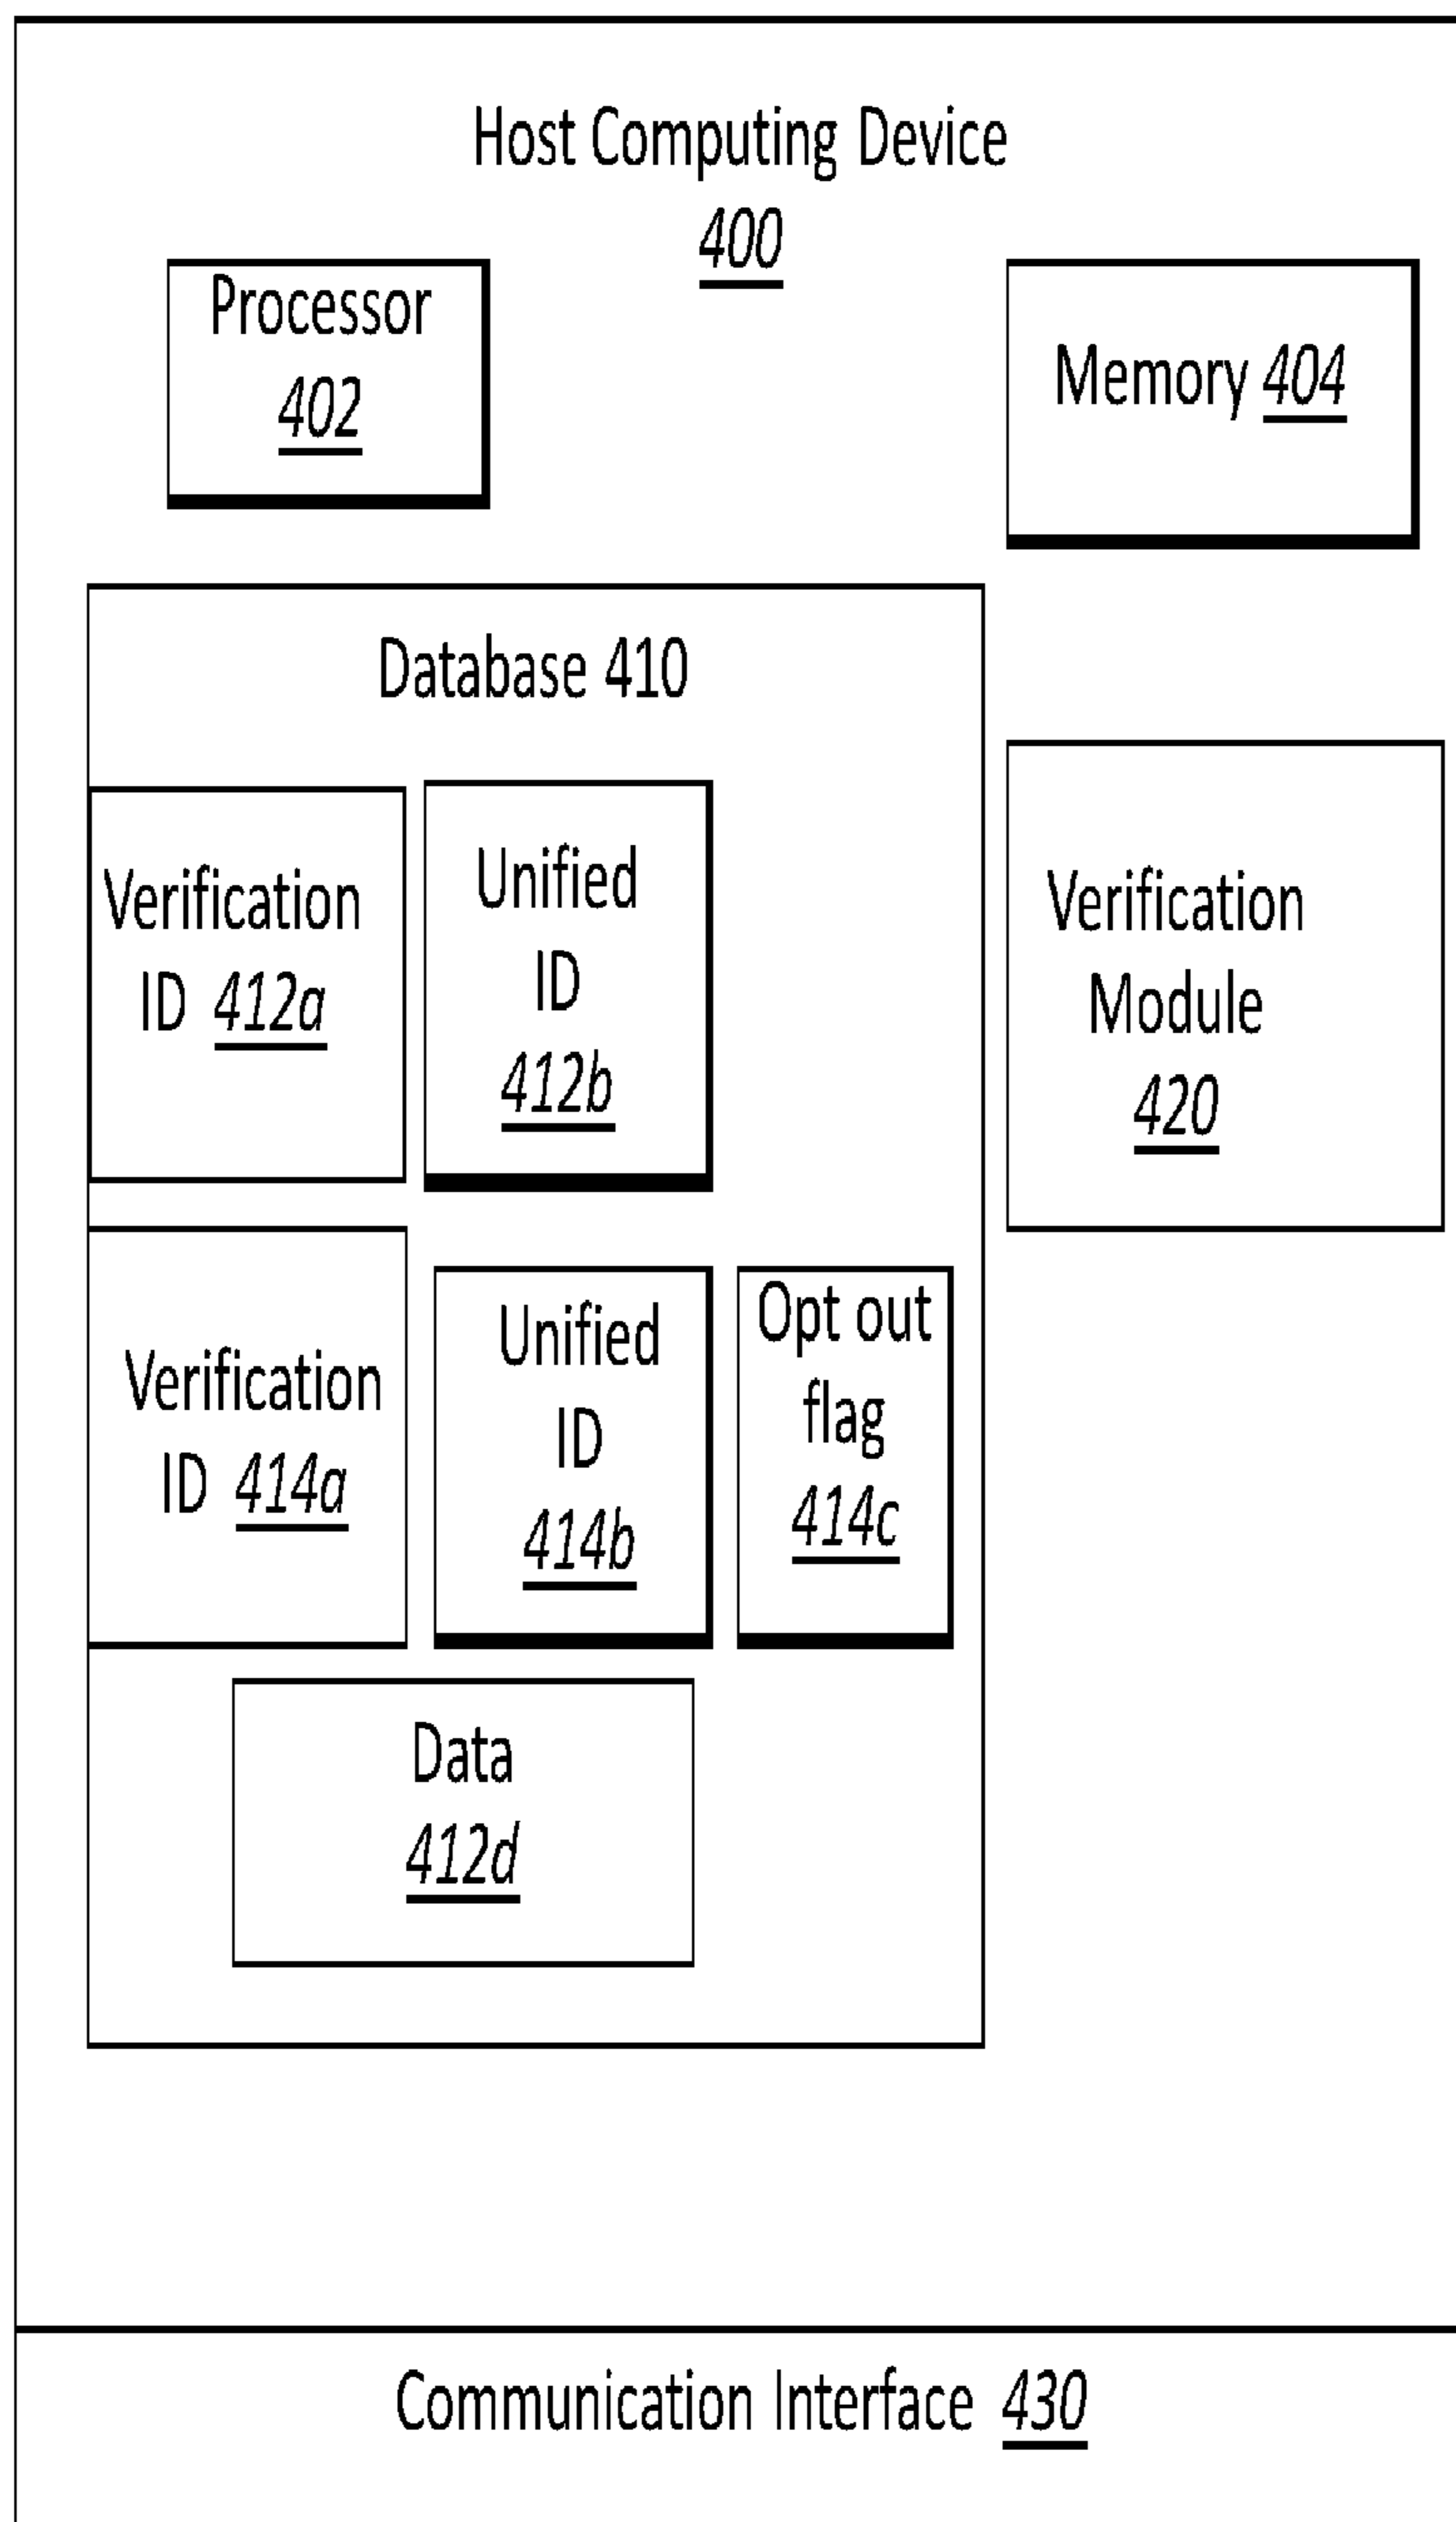 Host Computing Device
400
Processor
402
Memory 404
Database 410
Verification
ID 412a
Unified
ID
412b
Verification
Module
420
Verification
ID 414a
Unified
ID
414b
Opt out
flag
414c
Data
412d
Communication Interface 430